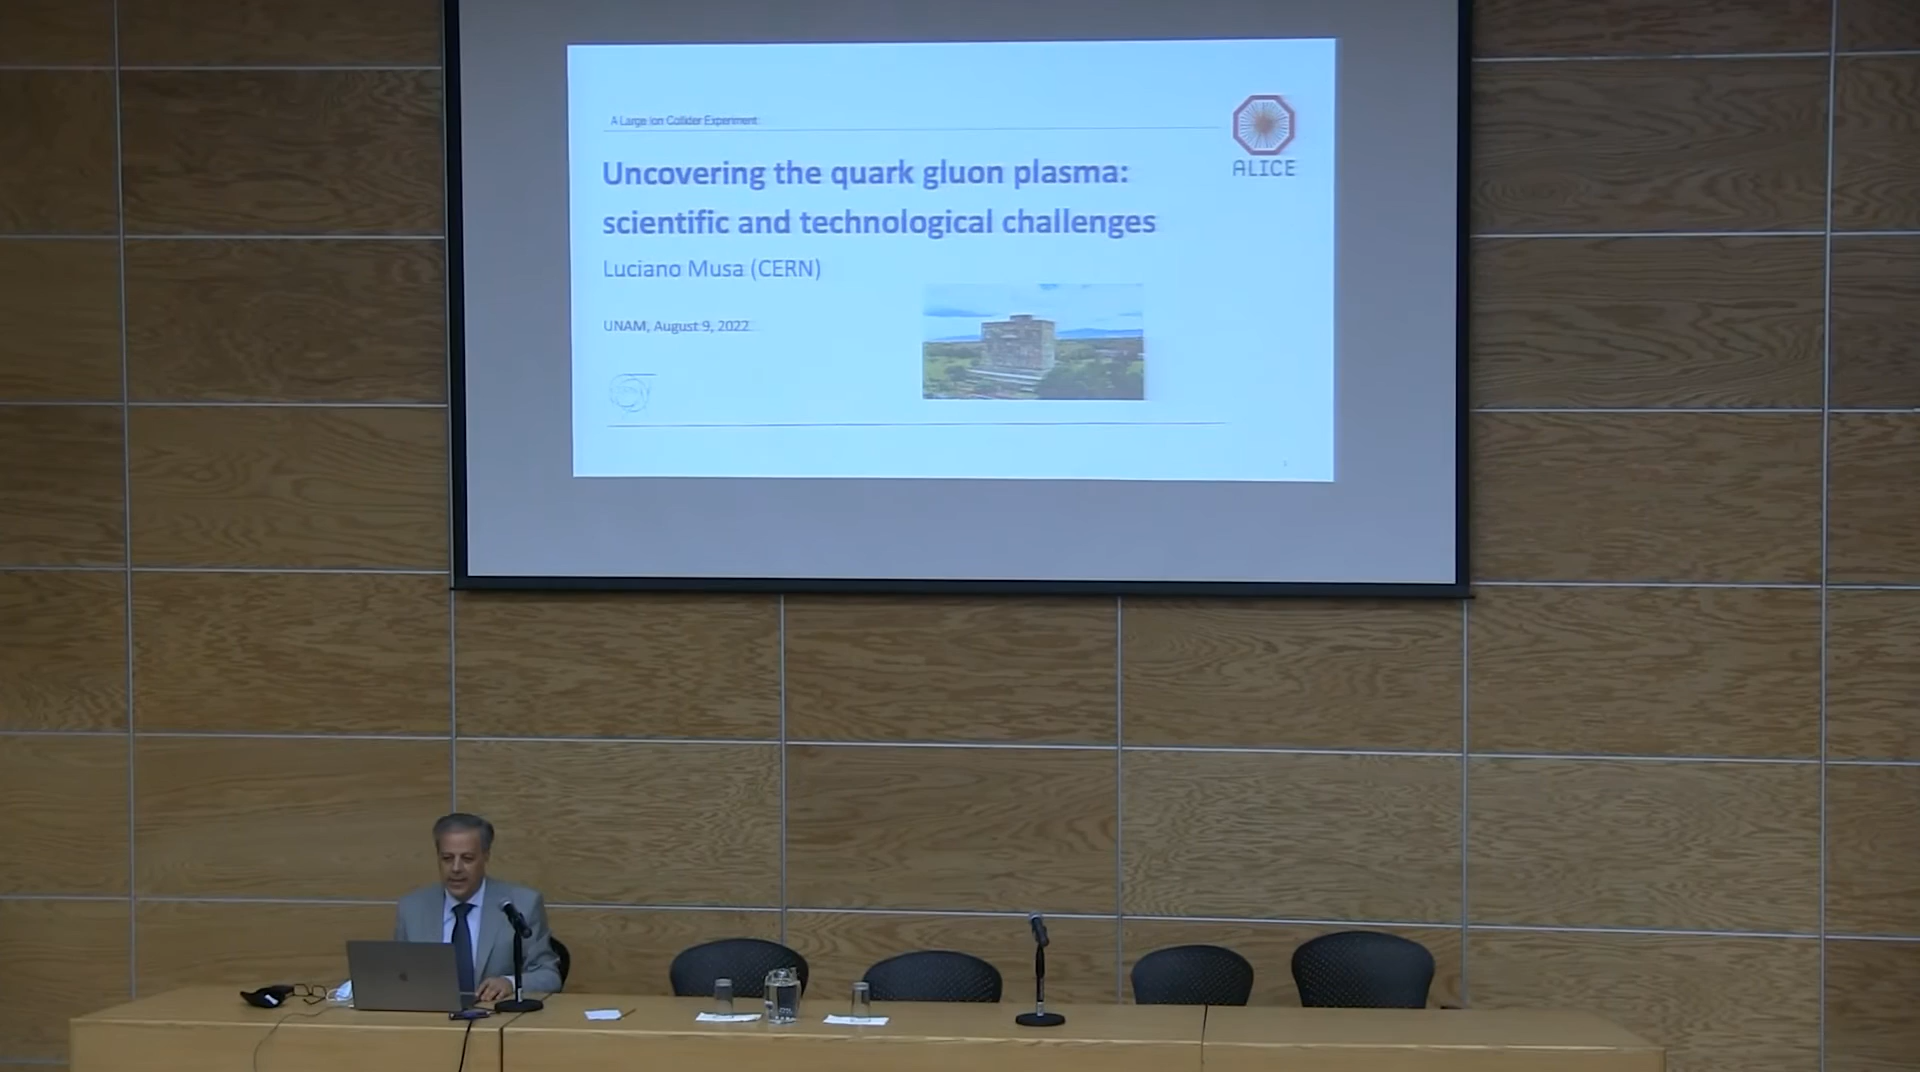 A Large Ion Collider Experiment
ALICE
Uncovering the quark gluon plasma:
scientific and technological challenges
Luciano Musa (CERN)
UNAM, August 9, 2022